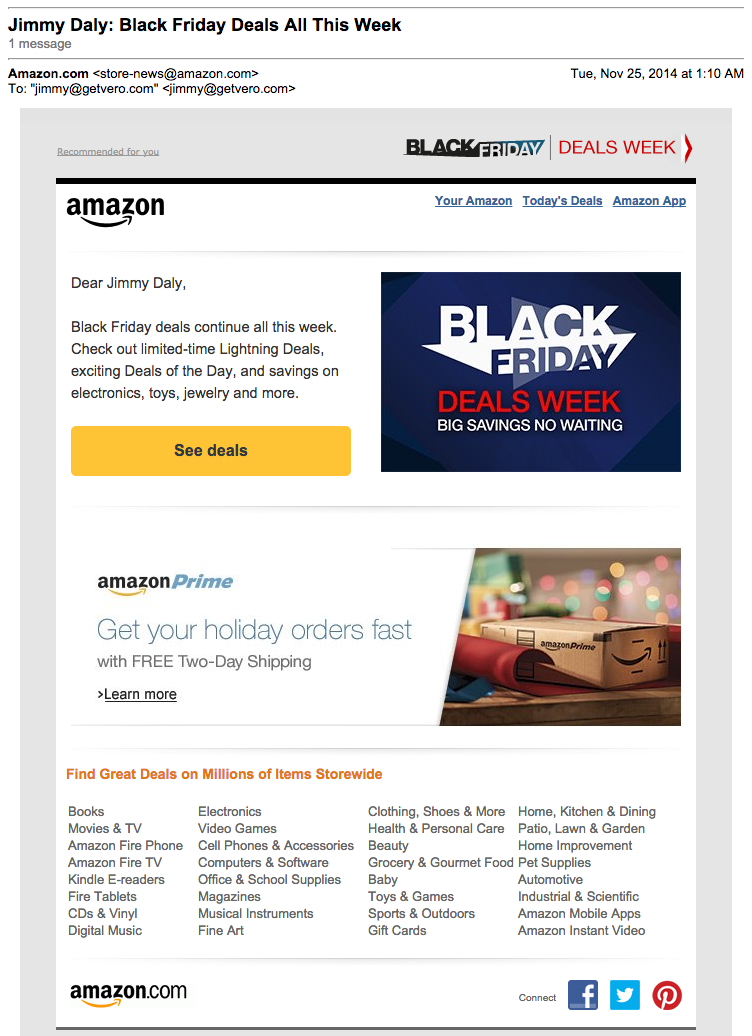 Jimmy Daly: Black Friday Deals All This Week
1 message
Amazon.com <store-news@amazon.com>
Tue, Nov 25, 2014 at 1:10 AM
To: "jimmy@getvero.com" <jimmy@getvero.com>
Recommended for you
BLACK FRIDAY DEALS WEEK
amazon
Your Amazon Today's Deals Amazon App
Dear Jimmy Daly,
Black Friday deals continue all this week.
Check out limited-time Lightning Deals,
exciting Deals of the Day, and savings on
electronics, toys, jewelry and more.
See deals
BLACK
FRIDAY
DEALS WEEK
BIG SAVINGS NO WAITING
amazonPrime
Get your holiday orders fast
with FREE Two-Day Shipping
›Learn more
amazonPrime
Find Great Deals on Millions of Items Storewide
Books
Movies & TV
Amazon Fire Phone
Amazon Fire TV
Kindle E-readers
Fire Tablets
CDs & Vinyl
Digital Music
Electronics
Video Games
Cell Phones & Accessories
Computers & Software
Office & School Supplies
Magazines
Musical Instruments
Fine Art
Clothing, Shoes & More
Health & Personal Care
Beauty
Grocery & Gourmet Food
Baby
Toys & Games
Sports & Outdoors
Gift Cards
Home, Kitchen & Dining
Patio, Lawn & Garden
Home Improvement
Pet Supplies
Automotive
Industrial & Scientific
Amazon Mobile Apps
Amazon Instant Video
amazon.com
Connect